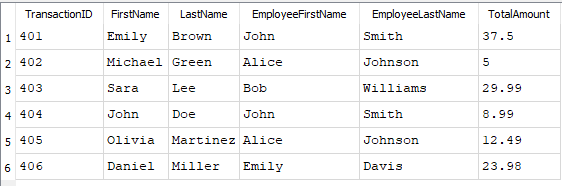 TransactionID FirstName LastName EmployeeFirstName EmployeeLastName TotalAmount
1 401 Emily Brown John Smith 37.5
2 402 Michael Green Alice Johnson 5
3 403 Sara Lee Bob Williams 29.99
4 404 John Doe John Smith 8.99
5 405 Olivia Martinez Alice Johnson 12.49
6 406 Daniel Miller Emily Davis 23.98